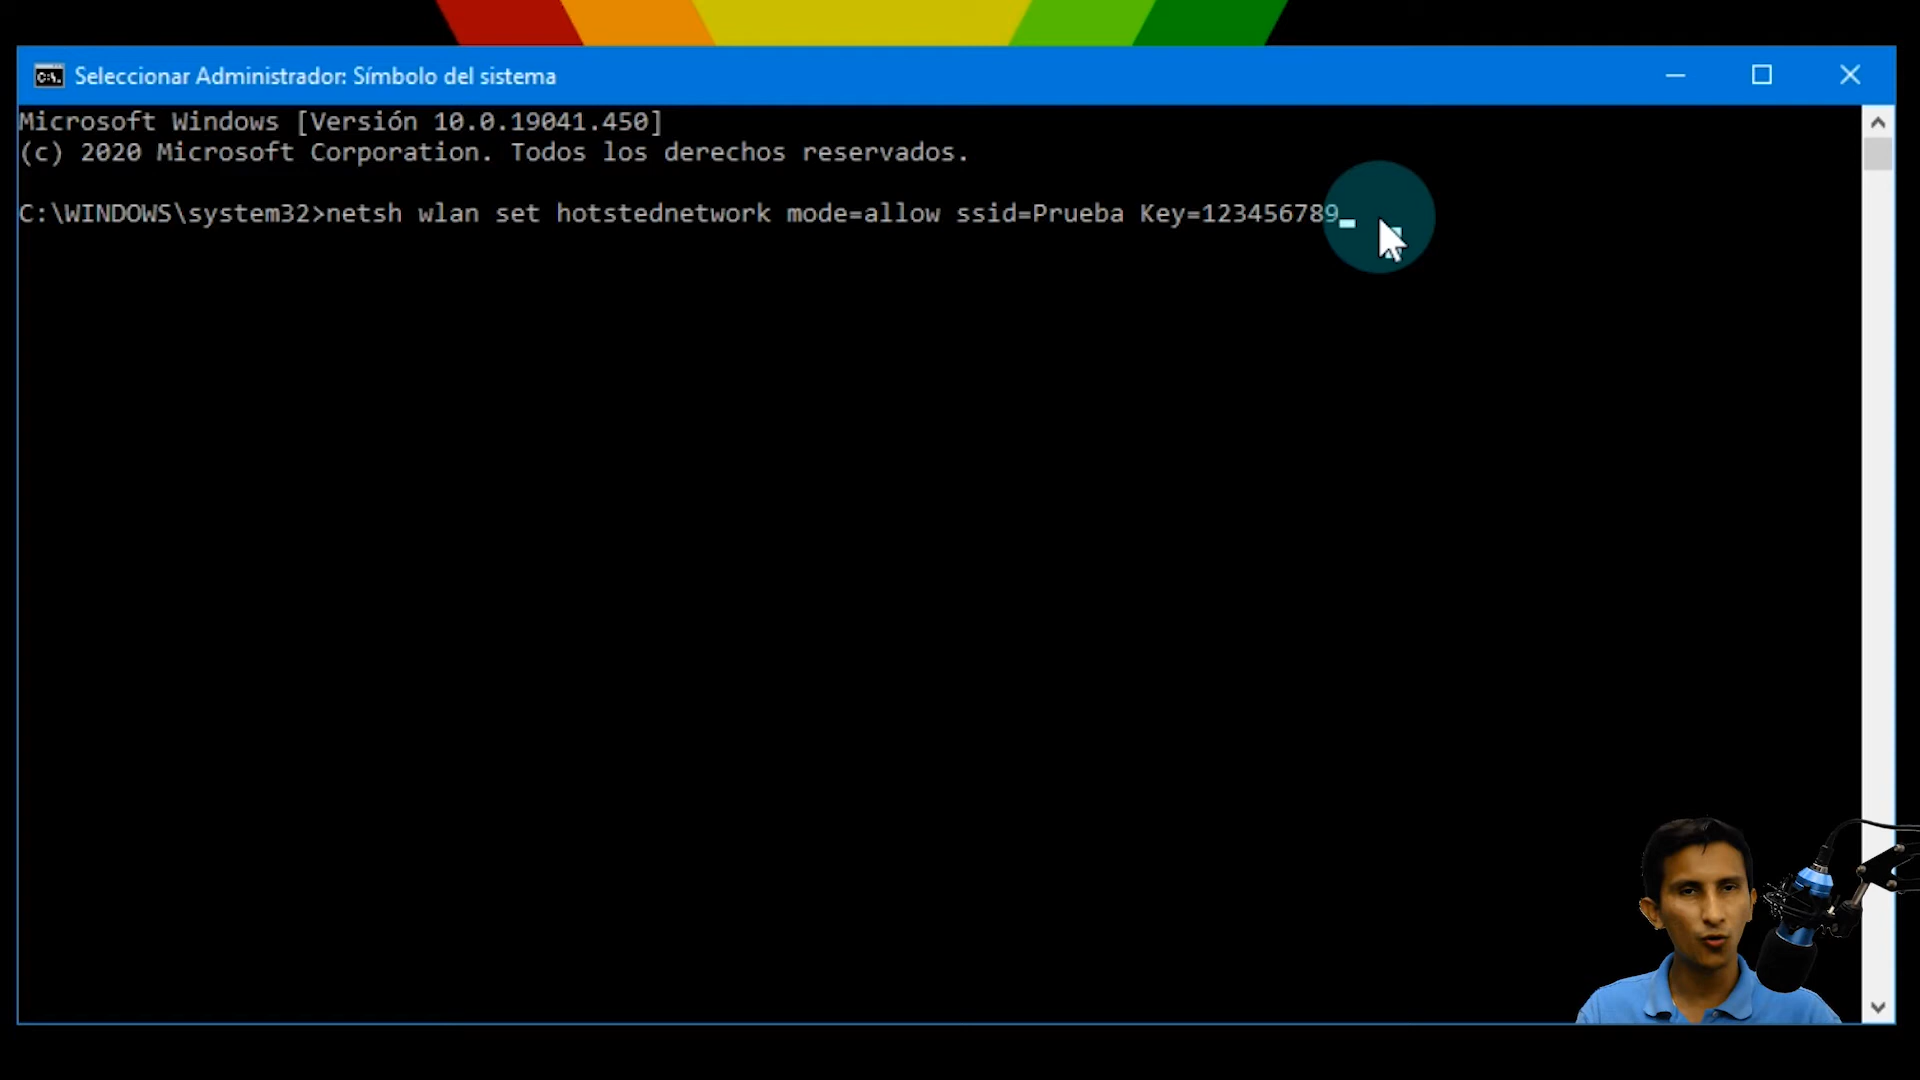 Seleccionar Administrador: Símbolo del sistema
Microsoft Windows [Versión 10.0.19041.450]
(c) 2020 Microsoft Corporation. Todos los derechos reservados.
C:\WINDOWS\system32>netsh wlan set hotstednetwork mode=allow ssid=Prueba Key=123456789